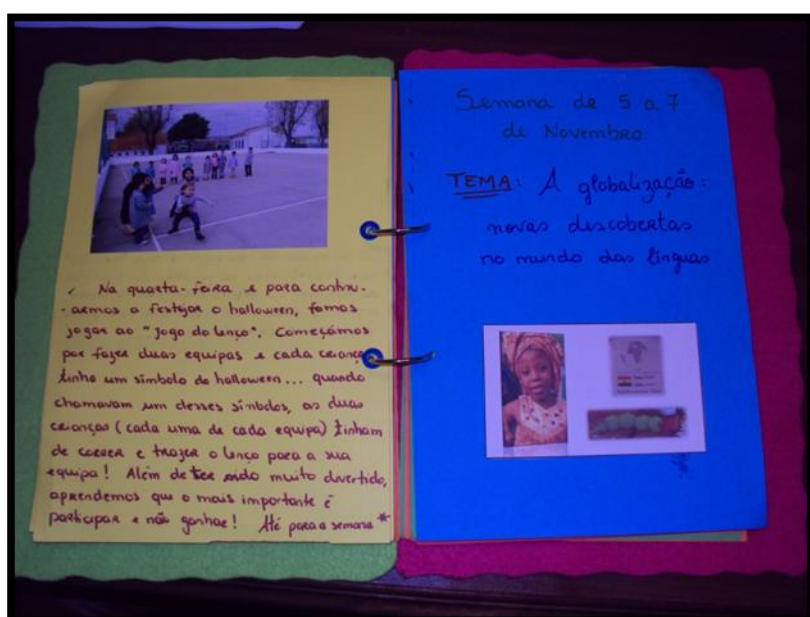 ✓ Na quarta-feira e para continu-
-armos a festejar o halloween, fomos
jogar ao "jogo do lenço". Começámos
por fazer duas equipas e cada criança
tinha um símbolo do halloween... quando
chamavam um desses símbolos, as duas
crianças (cada uma de cada equipa) tinham
de correr e trazer o lenço para a sua
equipa! Além de ter sido muito divertido,
aprendemos que o mais importante é
participar e não ganhar! Até para a semana *
Semana de 5 a 7
de Novembro
TEMA: A globalização:
novas descobertas
no mundo das línguas